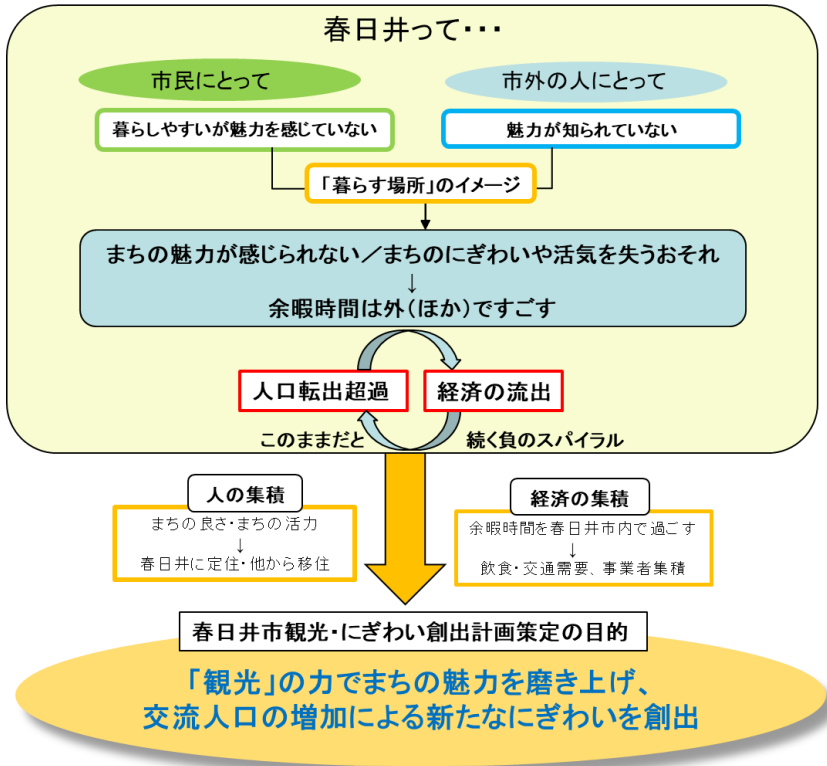 春日井って・・・
市民にとって
市外の人にとって
暮らしやすいが魅力を感じていない
魅力が知られていない
「暮らす場所」のイメージ
まちの魅力が感じられない／まちのにぎわいや活気を失うおそれ
↓
余暇時間は外（ほか）ですごす
人口転出超過
経済の流出
このままだと
続く負のスパイラル
人の集積
まちの良さ・まちの活力
↓
春日井に定住・他から移住
経済の集積
余暇時間を春日井市内で過ごす
↓
飲食・交通需要、事業者集積
春日井市観光・にぎわい創出計画策定の目的
「観光」の力でまちの魅力を磨き上げ、
交流人口の増加による新たなにぎわいを創出